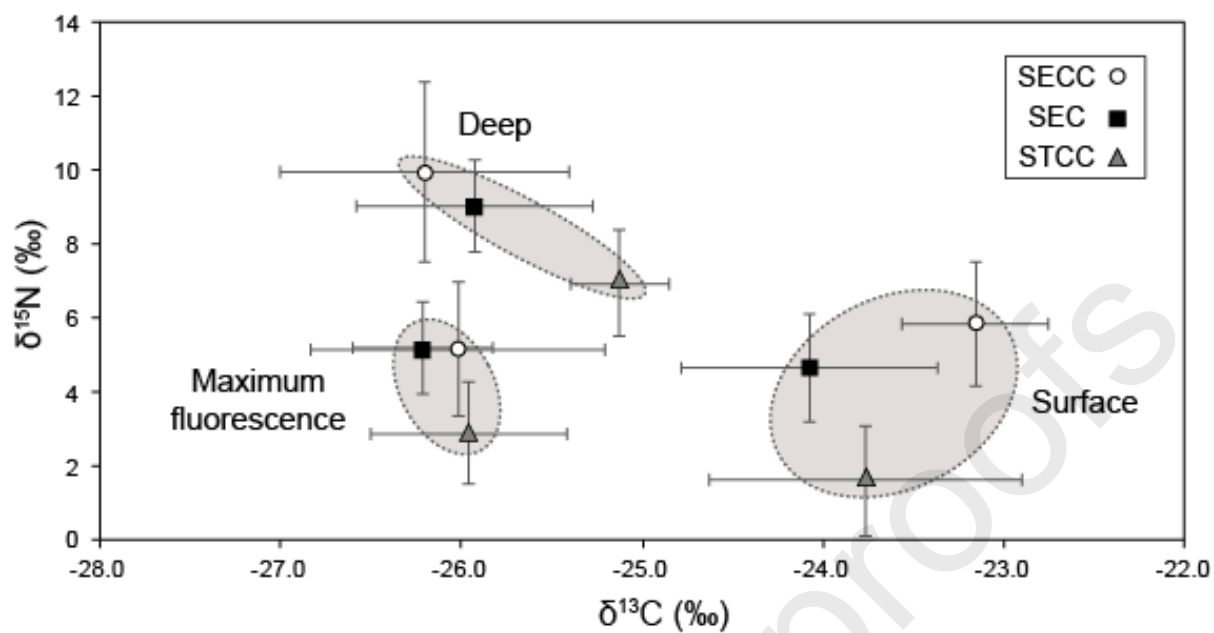 14
12
10
8
6
4
2
0
δ¹⁵N (‰)
Deep
SECC
SEC
STCC
Maximum
fluorescence
Surface
-28.0 -27.0 -26.0 -25.0 -24.0 -23.0 -22.0
δ¹³C (‰)
proofs